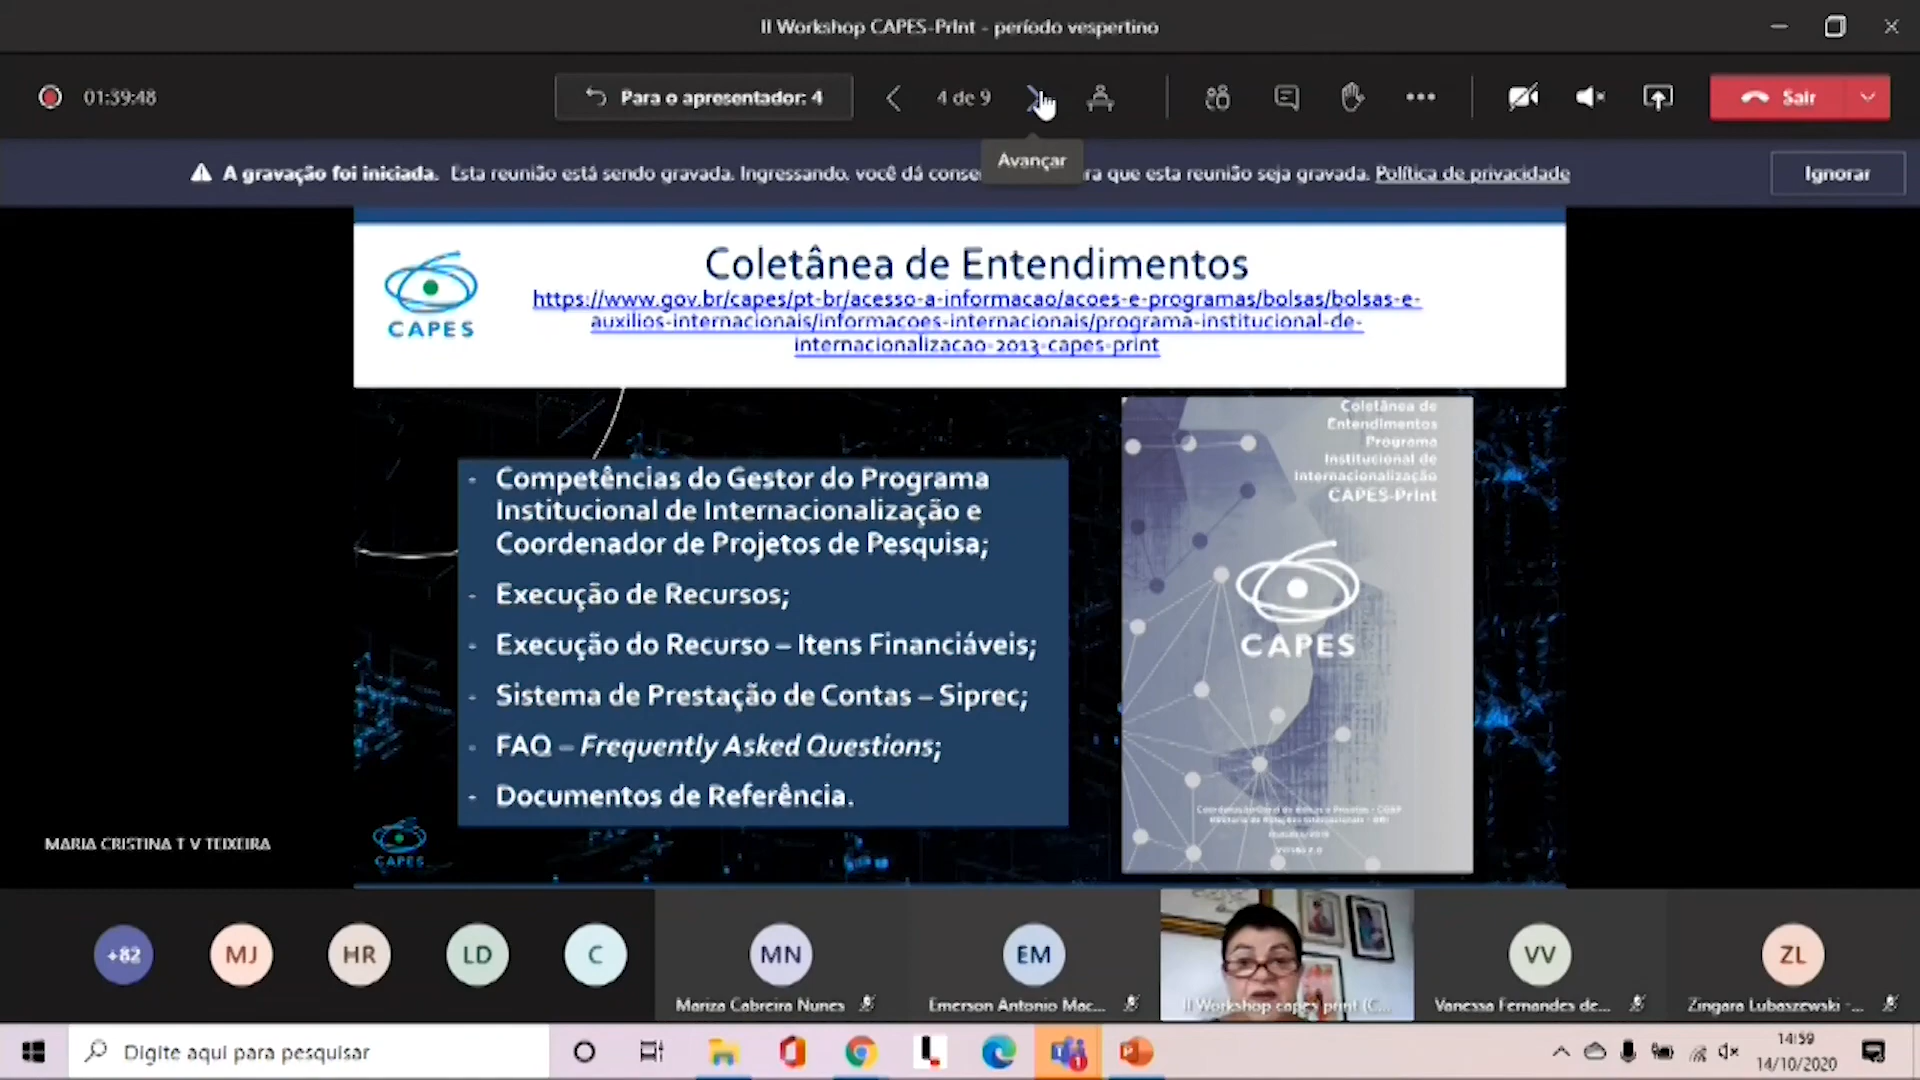 II Workshop CAPES-PrInt - período vespertino
01:39:48
Para o apresentador: 4
4 de 9
Sair
Avançar
A gravação foi iniciada. Esta reunião está sendo gravada. Ingressando, você dá conse
ra que esta reunião seja gravada. Política de privacidade
Ignorar
CAPES
Coletânea de Entendimentos
https://www.gov.br/capes/pt-br/acesso-a-informacao/acoes-e-programas/bolsas/bolsas-e-
auxilios-internacionais/informacoes-internacionais/programa-institucional-de-
internacionalizacao-2013-capes-print
- Competências do Gestor do Programa
Institucional de Internacionalização e
Coordenador de Projetos de Pesquisa;
- Execução de Recursos;
- Execução do Recurso – Itens Financiáveis;
- Sistema de Prestação de Contas – Siprec;
- FAQ – Frequently Asked Questions;
- Documentos de Referência.
Coletânea de
Entendimentos
Programa
Institucional de
Internacionalização
CAPES-PrInt
CAPES
Versão 2.0
MARIA CRISTINA T V TEIXEIRA
CAPES
+82
MJ
HR
LD
C
MN
Mariza Cabreira Nunes
EM
Emerson Antonio Mac...
II Workshop capes print (C...
VV
Vanessa Fernandes de...
ZL
Zingara Lubaszewski -...
Digite aqui para pesquisar
14:59
14/10/2020